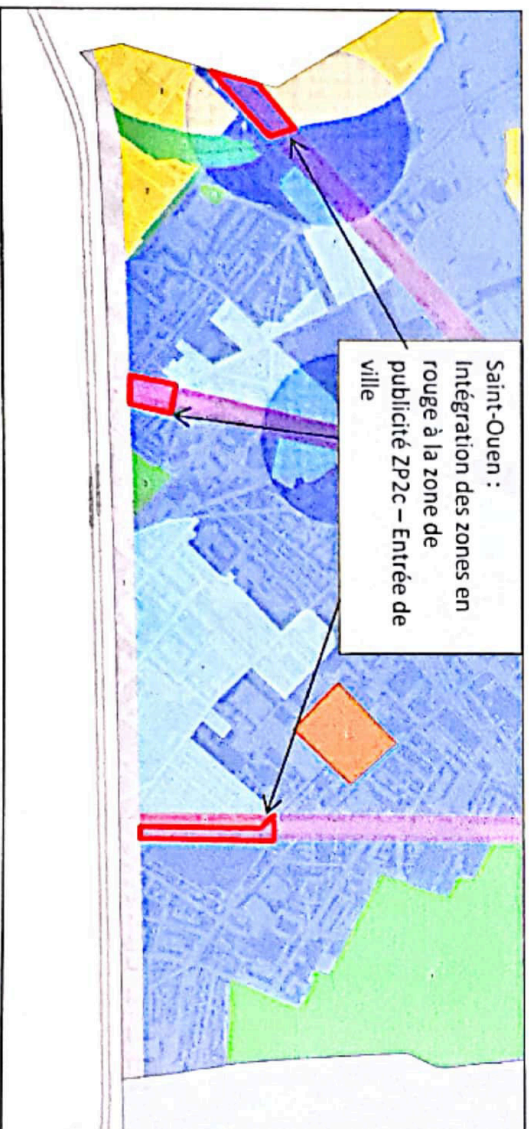 Saint-Ouen :
Intégration des zones en
rouge à la zone de
publicité ZP2c – Entrée de
ville